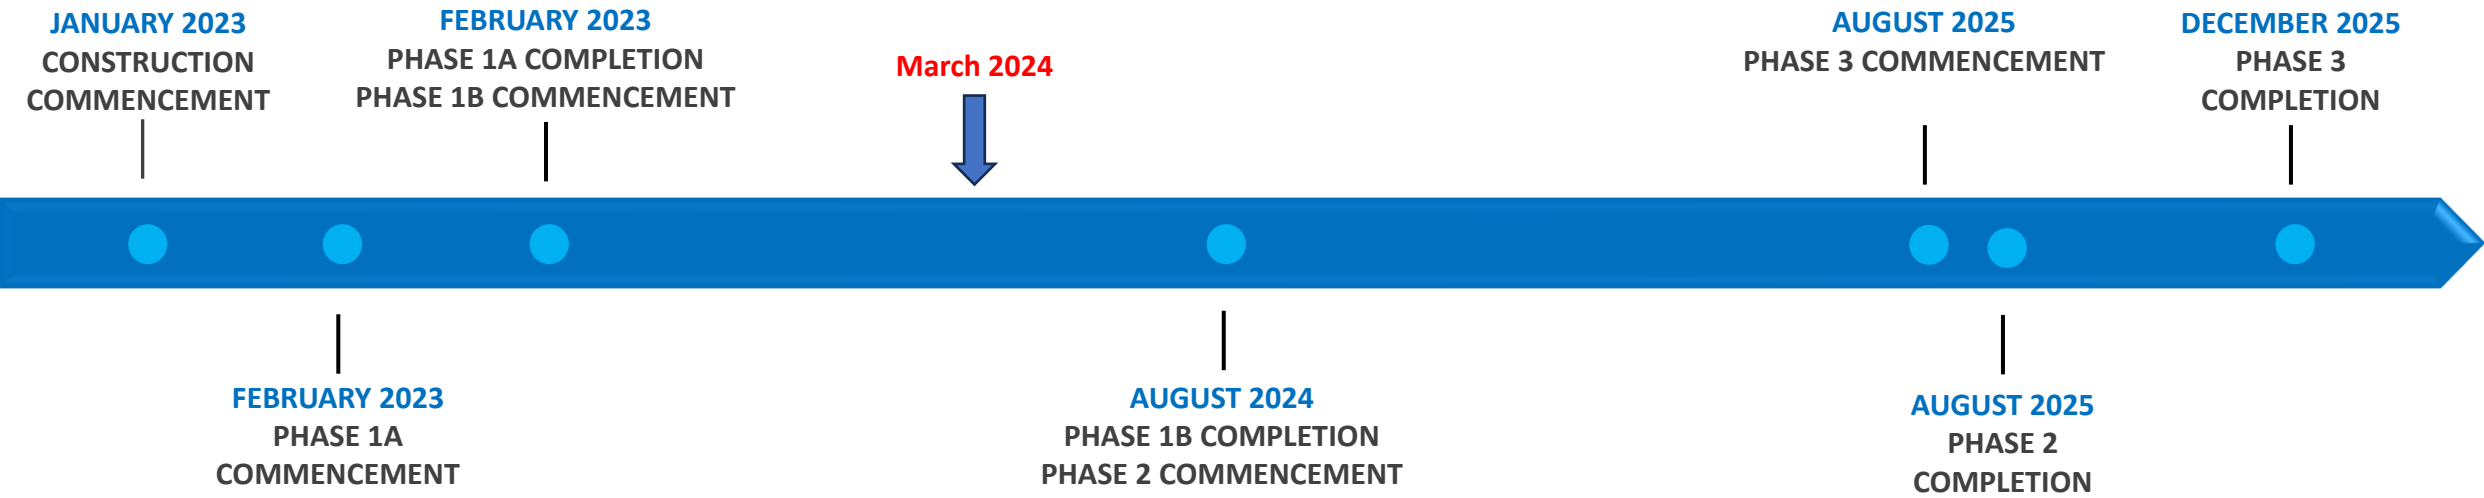 JANUARY 2023
CONSTRUCTION
COMMENCEMENT
FEBRUARY 2023
PHASE 1A COMPLETION
PHASE 1B COMMENCEMENT
March 2024
AUGUST 2025
PHASE 3 COMMENCEMENT
DECEMBER 2025
PHASE 3
COMPLETION
FEBRUARY 2023
PHASE 1A
COMMENCEMENT
AUGUST 2024
PHASE 1B COMPLETION
PHASE 2 COMMENCEMENT
AUGUST 2025
PHASE 2
COMPLETION